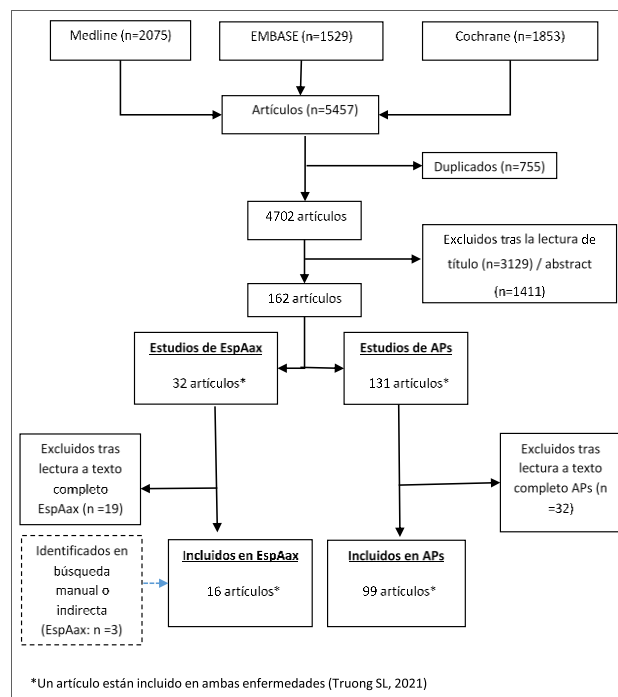 Medline (n=2075)
EMBASE (n=1529)
Cochrane (n=1853)
Artículos (n=5457)
Duplicados (n=755)
4702 artículos
Excluidos tras la lectura de
título (n=3129) / abstract
(n=1411)
162 artículos
Estudios de EspAax
32 artículos*
Estudios de APs
131 artículos*
Excluidos tras
lectura a texto
completo
EspAax (n =19)
Excluidos tras
lectura a texto
completo APs (n
=32)
Identificados en
búsqueda
manual o
indirecta
(EspAax: n =3)
Incluidos en EspAax
16 artículos*
Incluidos en APs
99 artículos*
*Un artículo están incluido en ambas enfermedades (Truong SL, 2021)